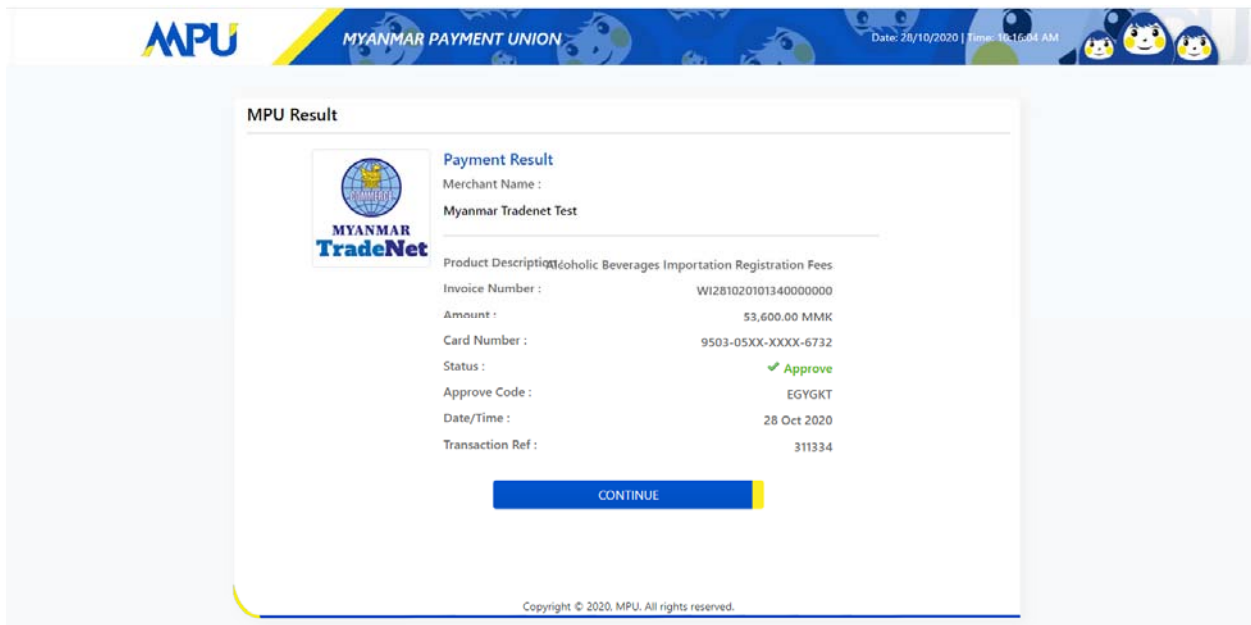 MPU
MYANMAR PAYMENT UNION
Date: 28/10/2020 | Time: 10:16:04 AM
MPU Result
COMMERCE
MYANMAR
TradeNet
Payment Result
Merchant Name :
Myanmar Tradenet Test
Product Description : Alcoholic Beverages Importation Registration Fees
Invoice Number : WI281020101340000000
Amount : 53,600.00 MMK
Card Number : 9503-05XX-XXXX-6732
Status : Approve
Approve Code : EGYGKT
Date/Time : 28 Oct 2020
Transaction Ref : 311334
CONTINUE
Copyright © 2020, MPU. All rights reserved.